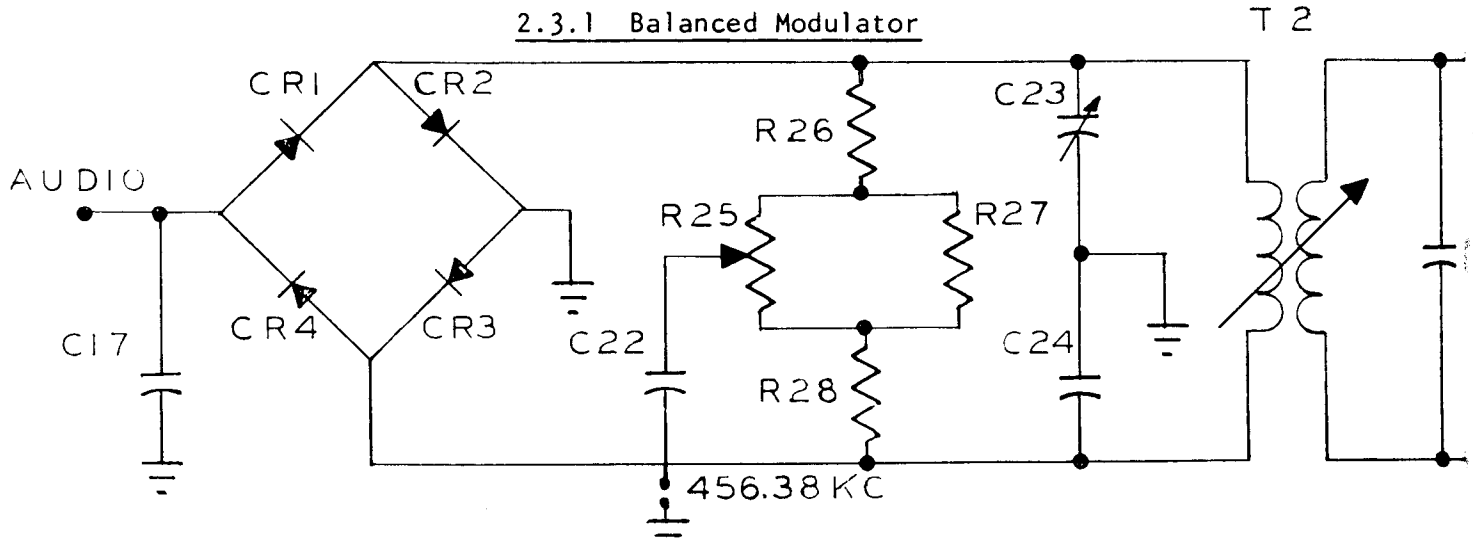 2.3.1 Balanced Modulator
T2
CR1
CR2
C23
R26
AUDIO
R25
R27
CR4
CR3
C17
C22
C24
R28
456.38 KC